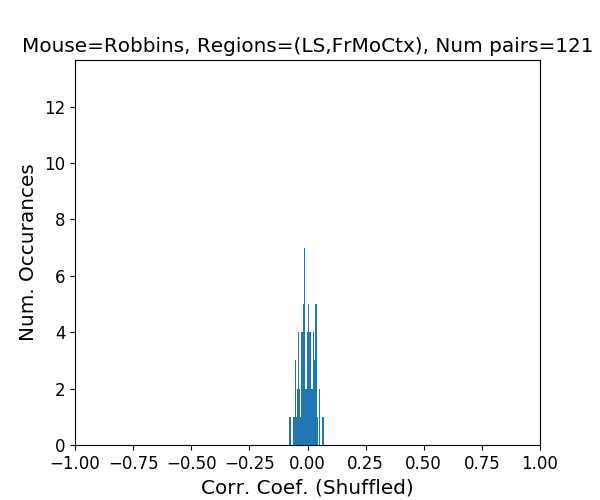 Mouse=Robbins, Regions=(LS,FrMoCtx), Num pairs=121
12
10
8
6
4
2
0
Num. Occurances
−1.00 −0.75 −0.50 −0.25 0.00 0.25 0.50 0.75 1.00
Corr. Coef. (Shuffled)